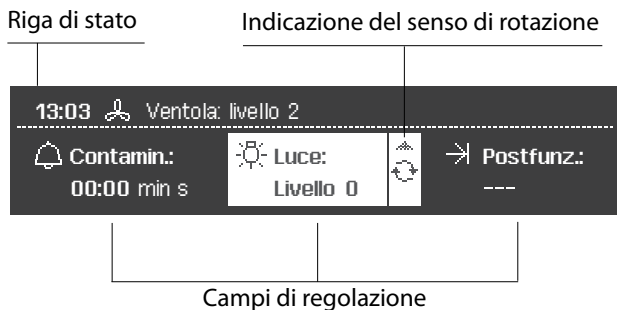 Riga di stato
Indicazione del senso di rotazione
13:03 Ventola: livello 2
Contamin.: Luce: Postfunz.:
00:00 min s Livello 0 ---
Campi di regolazione